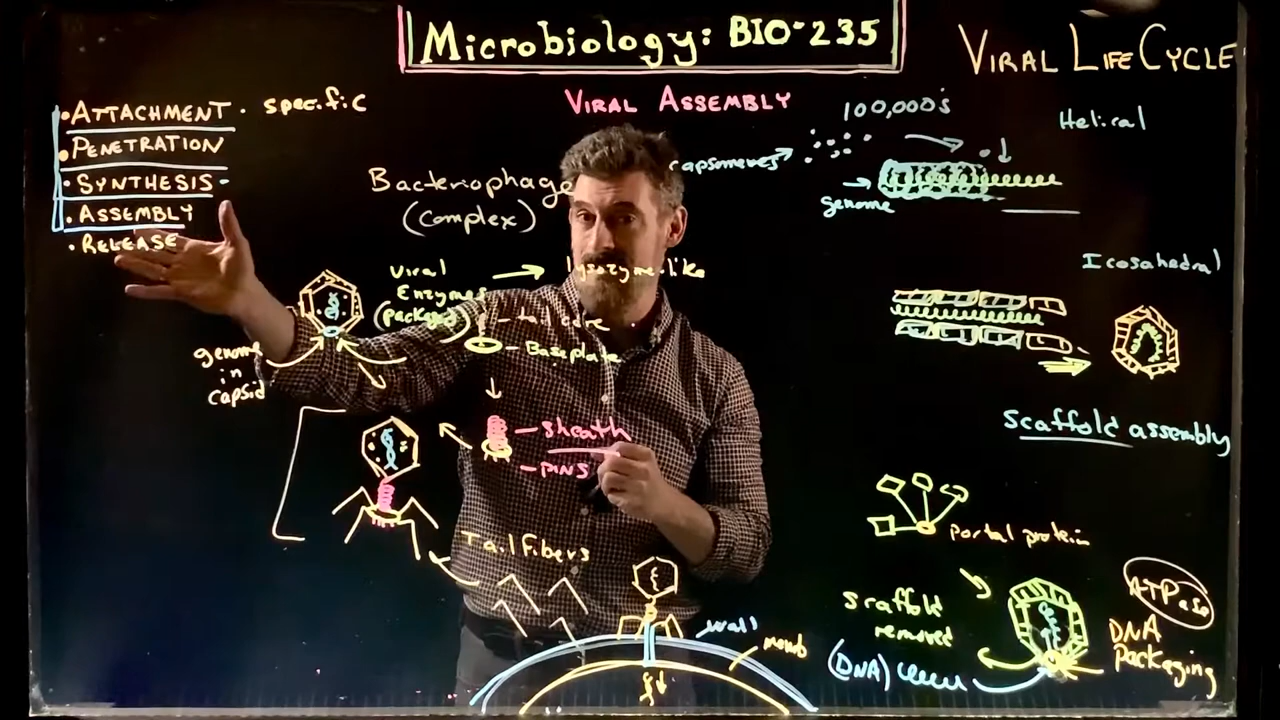 Microbiology: BIO-235
VIRAL LIFE CYCLE
VIRAL ASSEMBLY
• ATTACHMENT • specific
• PENETRATION
• SYNTHESIS -
• ASSEMBLY
• RELEASE
Bacteriophage
(complex)
Viral
Enzymes
(packages)
lysozyme-like
- tail core
- Baseplate
genome
in
capsid
- sheath
- pins
Tail Fibers
wall
memb
100,000's
capsomeres
genome
Helical
Icosahedral
Scaffold assembly
portal protein
Scaffold
removed
(DNA)
ATPase
DNA
Packaging